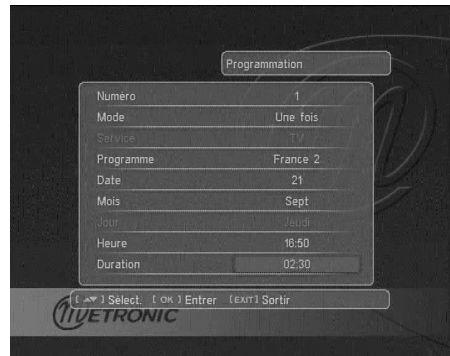 Programmation
Numéro 1
Mode Une fois
Service TV
Programme France 2
Date 21
Mois Sept
Jour Jeudi
Heure 16:50
Duration 02:30
[ ▲▼ ] Sélect. [ OK ] Entrer [EXIT] Sortir
METRONIC